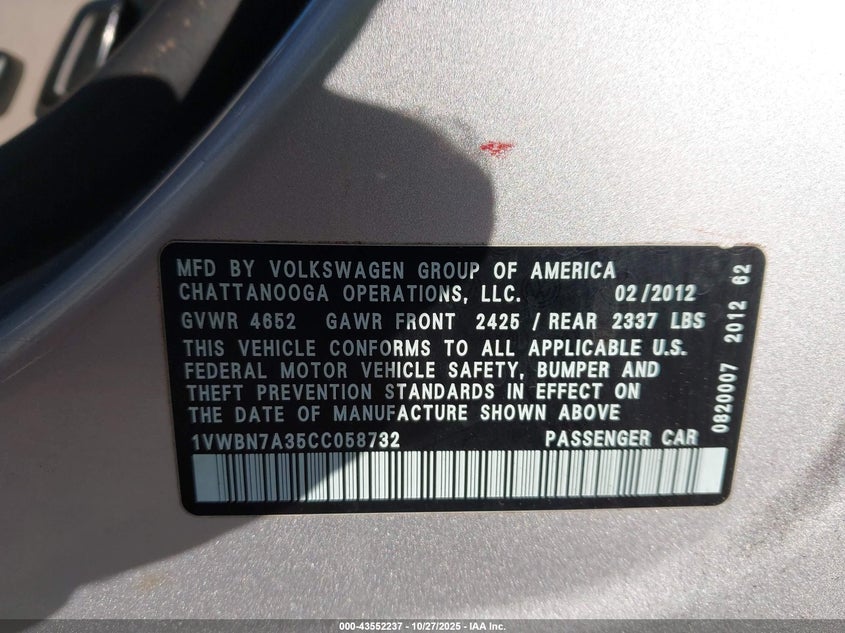 MFD BY VOLKSWAGEN GROUP OF AMERICA
CHATTANOOGA OPERATIONS, LLC. 02/2012
GVWR 4652 GAWR FRONT 2425 / REAR 2337 LBS
THIS VEHICLE CONFORMS TO ALL APPLICABLE U.S.
FEDERAL MOTOR VEHICLE SAFETY, BUMPER AND
THEFT PREVENTION STANDARDS IN EFFECT ON
THE DATE OF MANUFACTURE SHOWN ABOVE
1VWBN7A35CC058732 PASSENGER CAR
0820007 2012 62
000-43552237 - 10/27/2025 - IAA Inc.